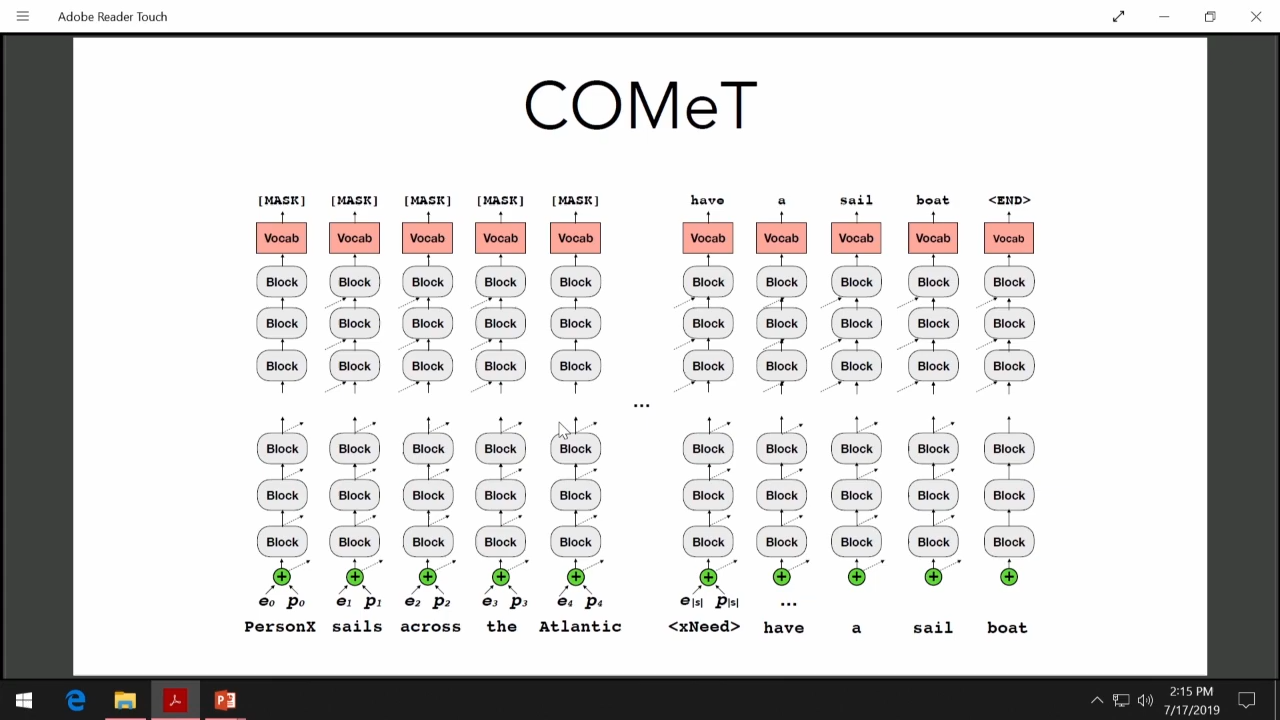 Adobe Reader Touch
COMeT
[MASK] [MASK] [MASK] [MASK] [MASK] have a sail boat <END>
Vocab Vocab Vocab Vocab Vocab Vocab Vocab Vocab Vocab Vocab
Block Block Block Block Block Block Block Block Block Block
Block Block Block Block Block Block Block Block Block Block
Block Block Block Block Block Block Block Block Block Block
...
Block Block Block Block Block Block Block Block Block Block
Block Block Block Block Block Block Block Block Block Block
Block Block Block Block Block Block Block Block Block Block
+ + + + + + + + + +
e0 p0 e1 p1 e2 p2 e3 p3 e4 p4 e|s| p|s| ...
PersonX sails across the Atlantic <xNeed> have a sail boat
2:15 PM
7/17/2019